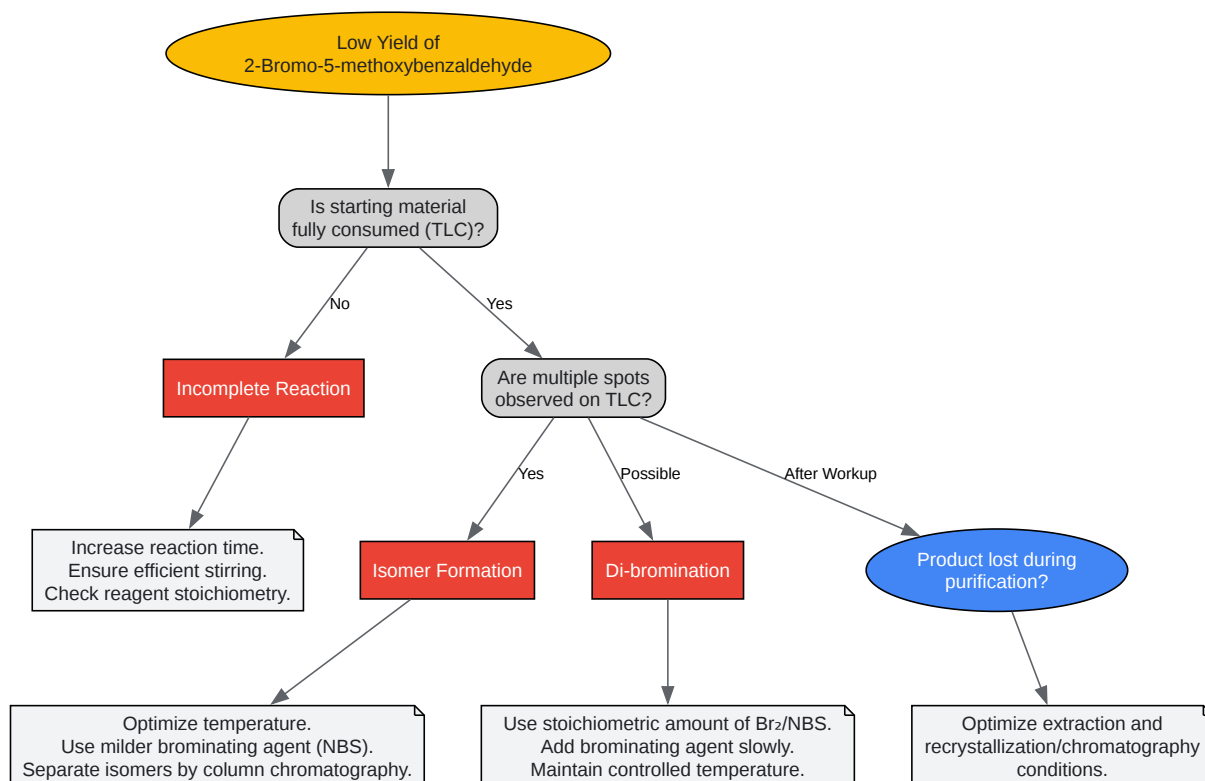 Low Yield of
2-Bromo-5-methoxybenzaldehyde
Is starting material
fully consumed (TLC)?
No
Yes
Incomplete Reaction
Are multiple spots
observed on TLC?
Yes
Possible
After Workup
Increase reaction time.
Ensure efficient stirring.
Check reagent stoichiometry.
Isomer Formation
Di-bromination
Product lost during
purification?
Optimize temperature.
Use milder brominating agent (NBS).
Separate isomers by column chromatography.
Use stoichiometric amount of Br₂/NBS.
Add brominating agent slowly.
Maintain controlled temperature.
Optimize extraction and
recrystallization/chromatography
conditions.